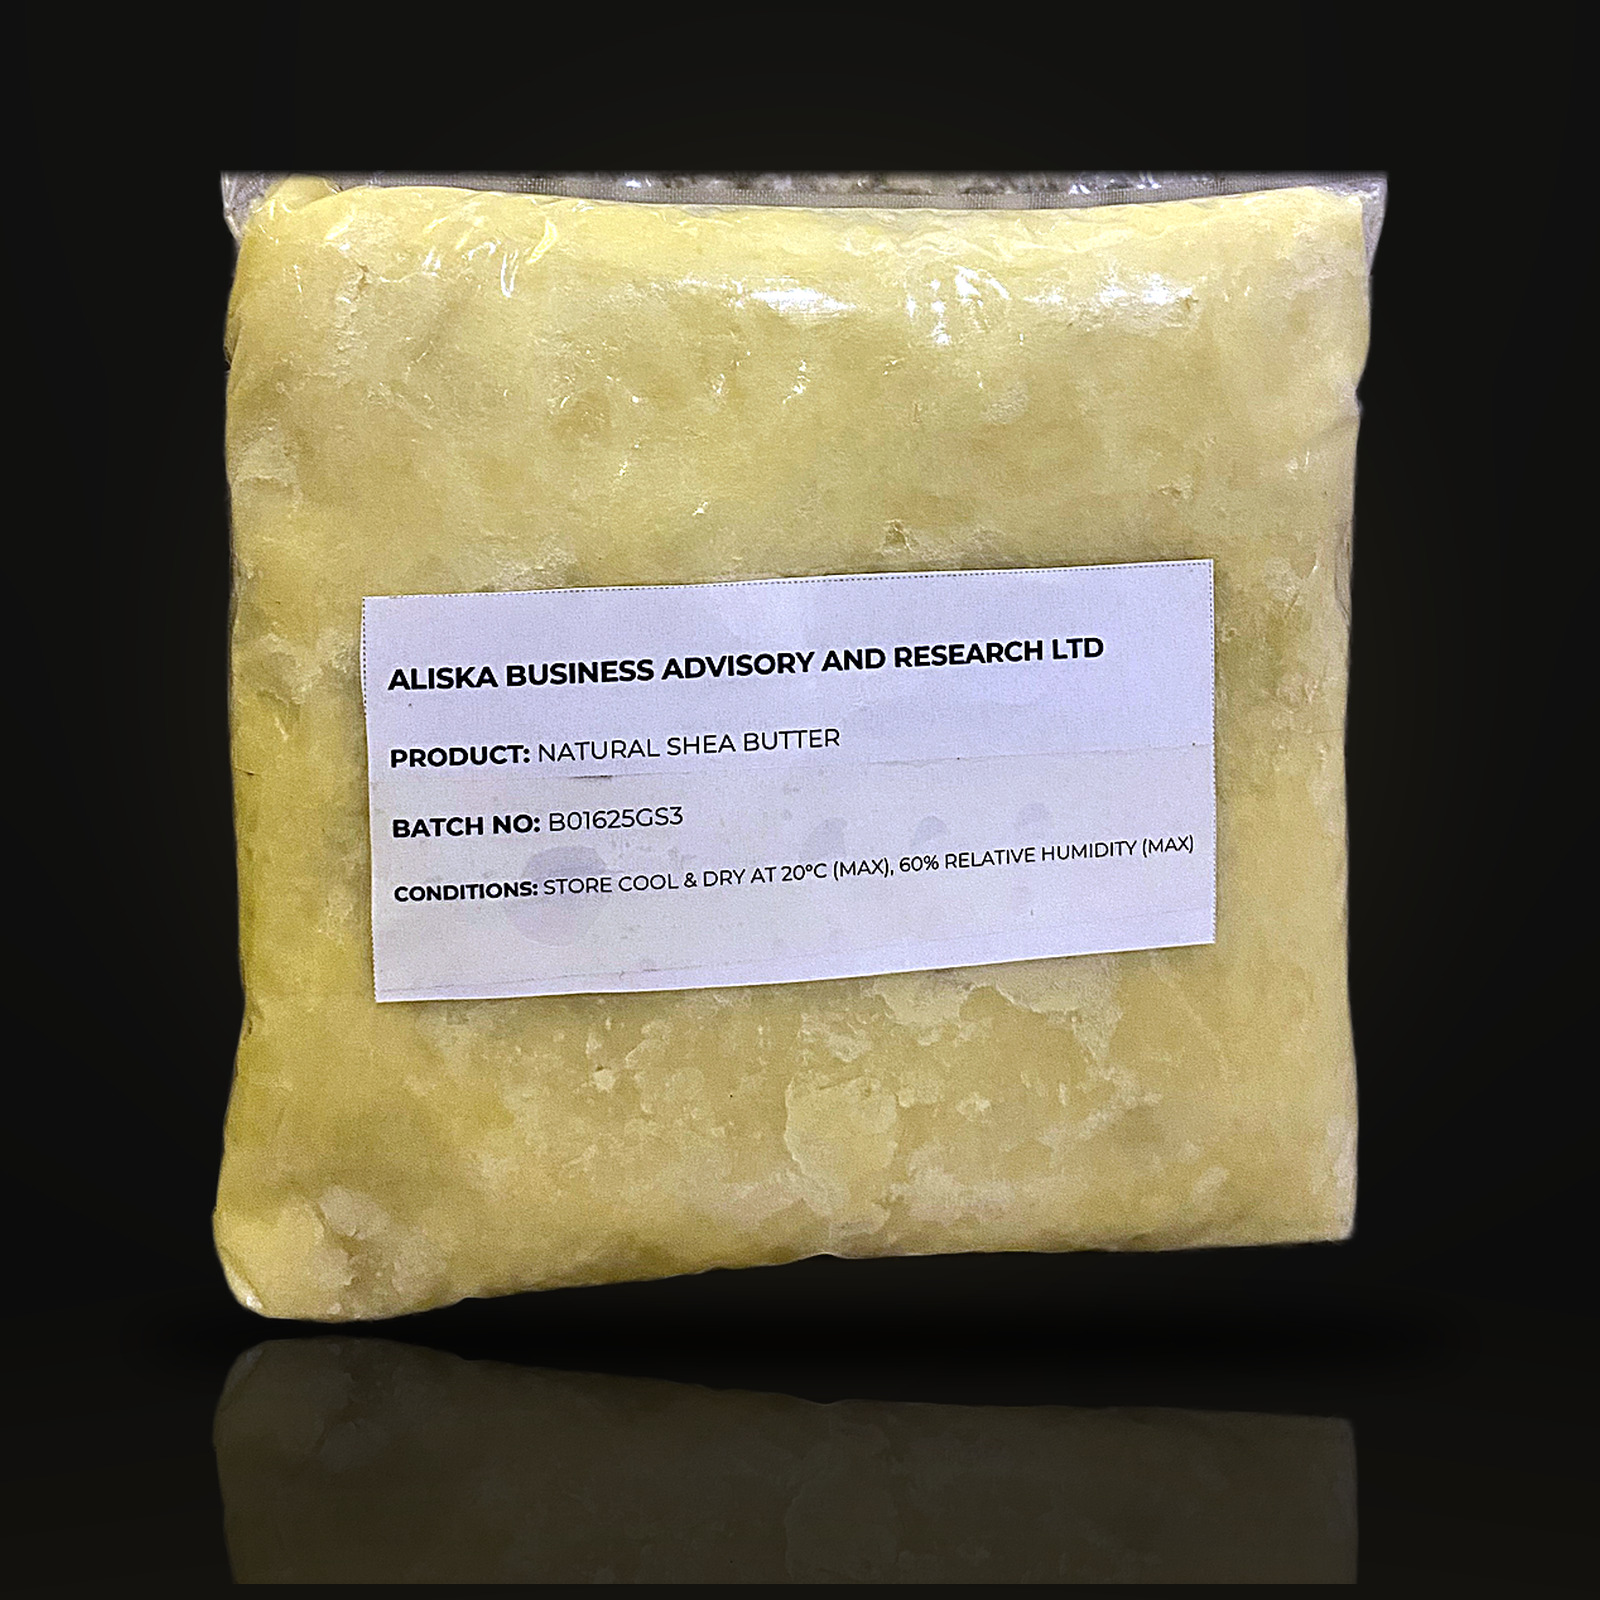 ALISKA BUSINESS ADVISORY AND RESEARCH LTD
PRODUCT: NATURAL SHEA BUTTER
BATCH NO: B01625GS3
CONDITIONS: STORE COOL & DRY AT 20°C (MAX), 60% RELATIVE HUMIDITY (MAX)